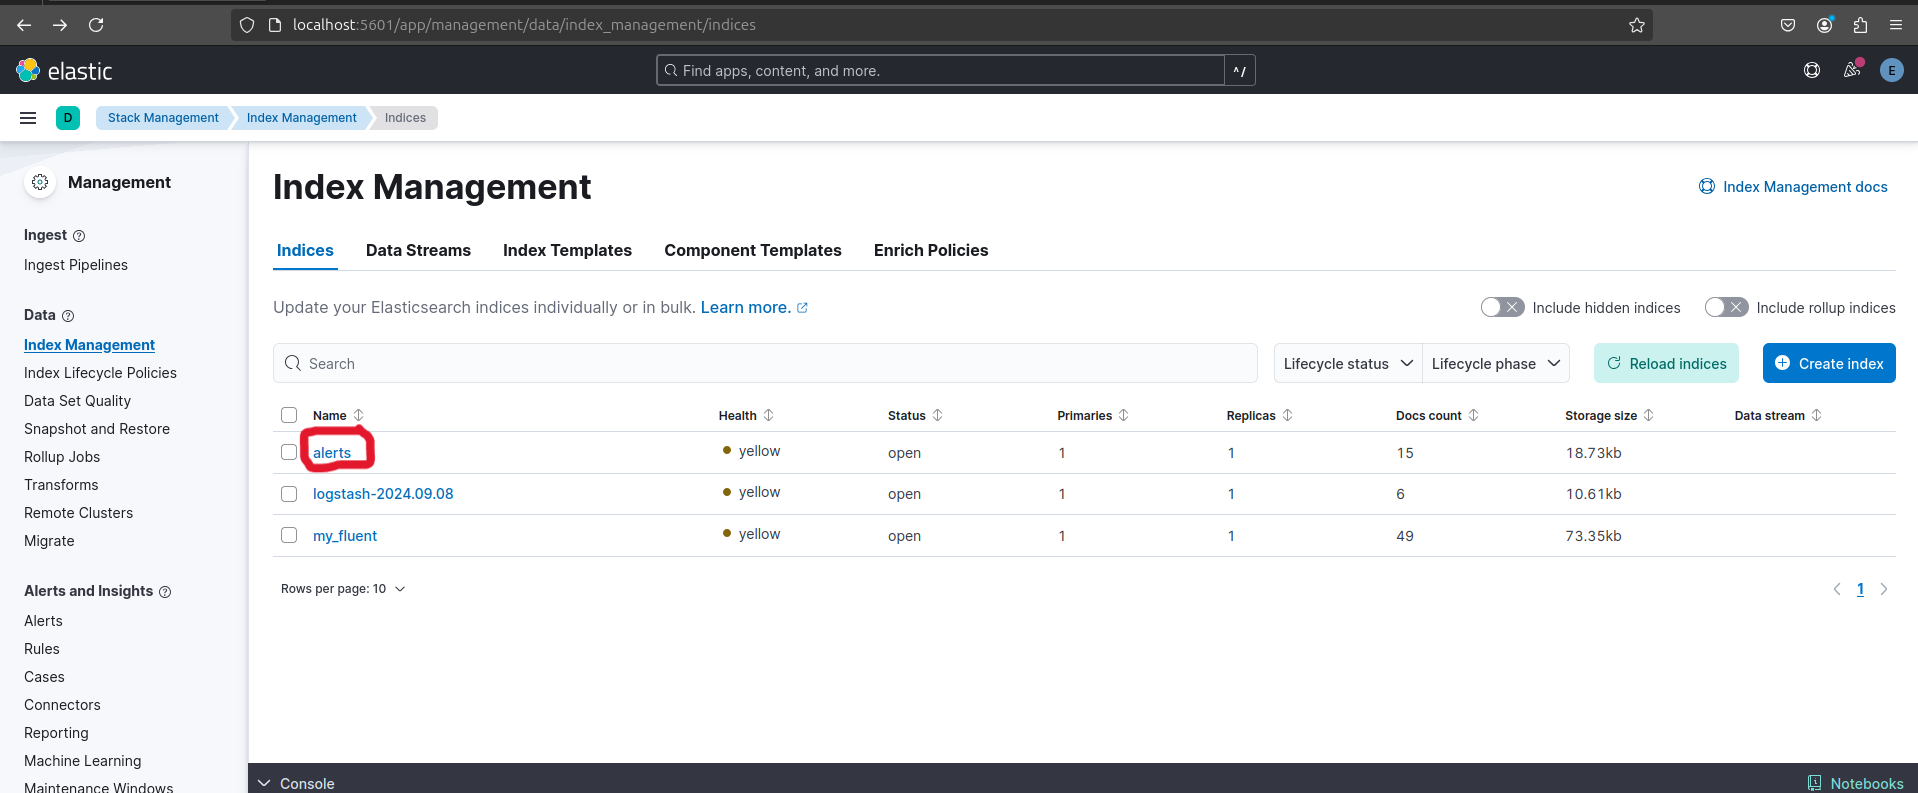 localhost:5601/app/management/data/index_management/indices
elastic
Find apps, content, and more.
^/
E
D
Stack Management
Index Management
Indices
Management
Ingest
Ingest Pipelines
Data
Index Management
Index Lifecycle Policies
Data Set Quality
Snapshot and Restore
Rollup Jobs
Transforms
Remote Clusters
Migrate
Alerts and Insights
Alerts
Rules
Cases
Connectors
Reporting
Machine Learning
Maintenance Windows
Index Management
Index Management docs
Indices Data Streams Index Templates Component Templates Enrich Policies
Update your Elasticsearch indices individually or in bulk. Learn more.
Include hidden indices
Include rollup indices
Search
Lifecycle status
Lifecycle phase
Reload indices
Create index
Name Health Status Primaries Replicas Docs count Storage size Data stream
alerts yellow open 1 1 15 18.73kb
logstash-2024.09.08 yellow open 1 1 6 10.61kb
my_fluent yellow open 1 1 49 73.35kb
Rows per page: 10
1
Console
Notebooks